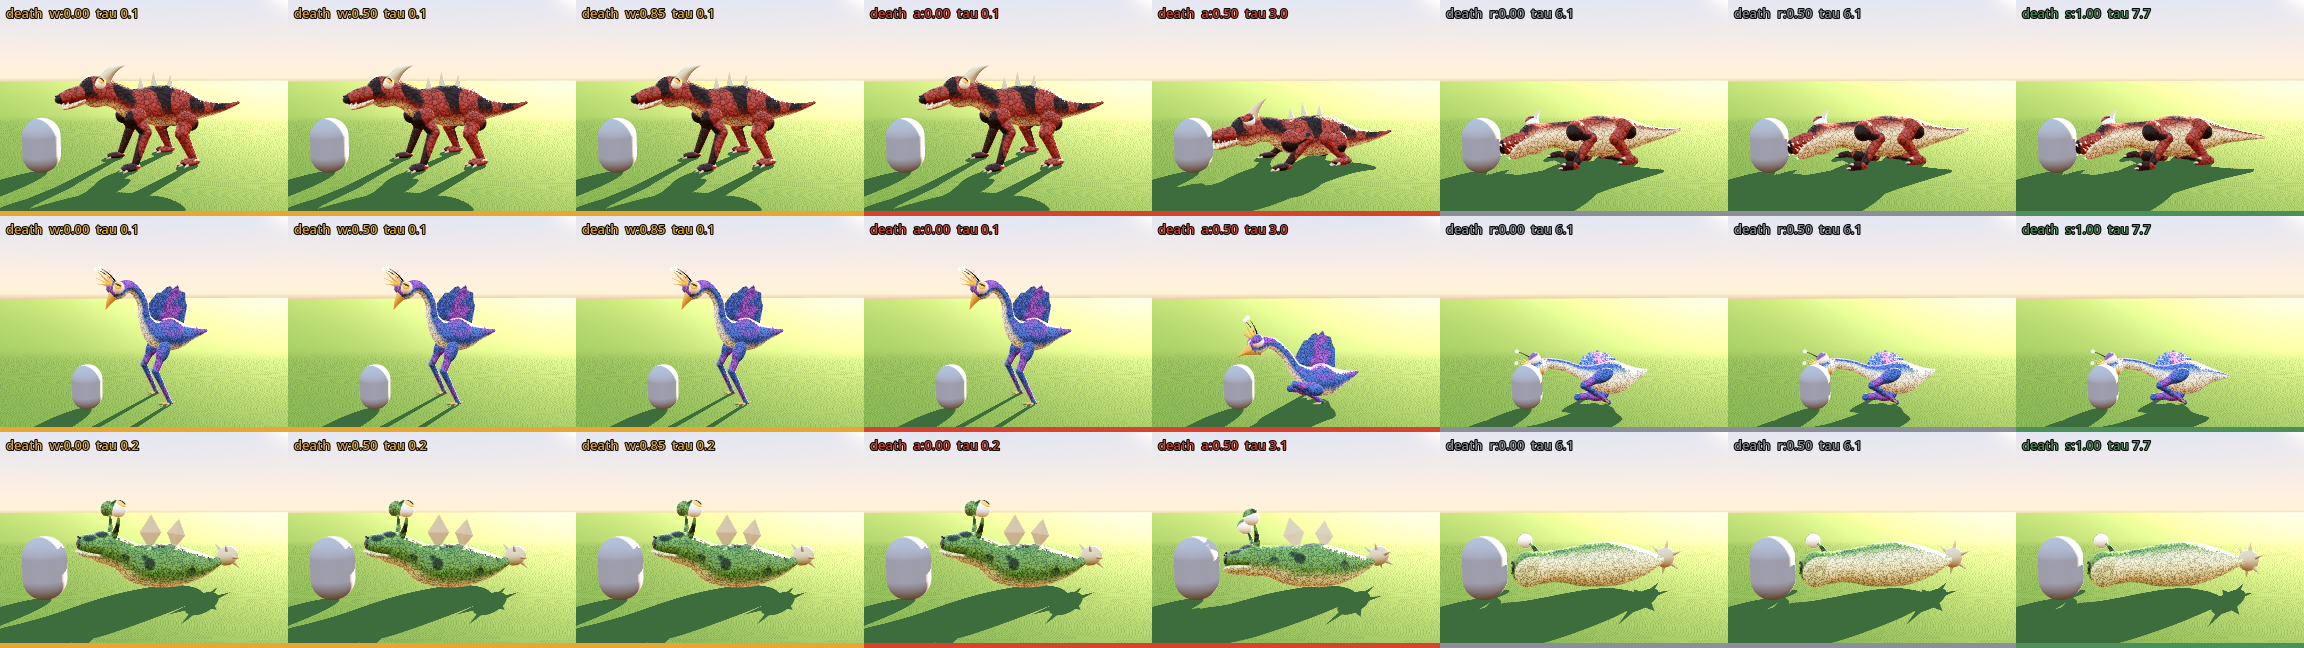 death w:0.00 tau 0.1
death w:0.50 tau 0.1
death w:0.85 tau 0.1
death a:0.00 tau 0.1
death a:0.50 tau 3.0
death r:0.00 tau 6.1
death r:0.50 tau 6.1
death s:1.00 tau 7.7
death w:0.00 tau 0.1
death w:0.50 tau 0.1
death w:0.85 tau 0.1
death a:0.00 tau 0.1
death a:0.50 tau 3.0
death r:0.00 tau 6.1
death r:0.50 tau 6.1
death s:1.00 tau 7.7
death w:0.00 tau 0.2
death w:0.50 tau 0.2
death w:0.85 tau 0.2
death a:0.00 tau 0.2
death a:0.50 tau 3.1
death r:0.00 tau 6.1
death r:0.50 tau 6.1
death s:1.00 tau 7.7